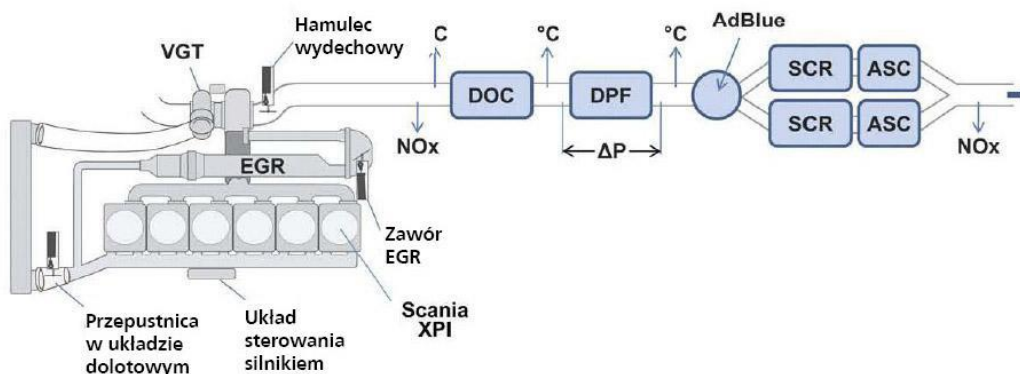 Hamulec
wydechowy
VGT
C
°C
°C
AdBlue
DOC
DPF
SCR
ASC
SCR
ASC
NOx
ΔP
NOx
EGR
Zawór
EGR
Scania
XPI
Układ
sterowania
silnikiem
Przepustnica
w układzie
dolotowym